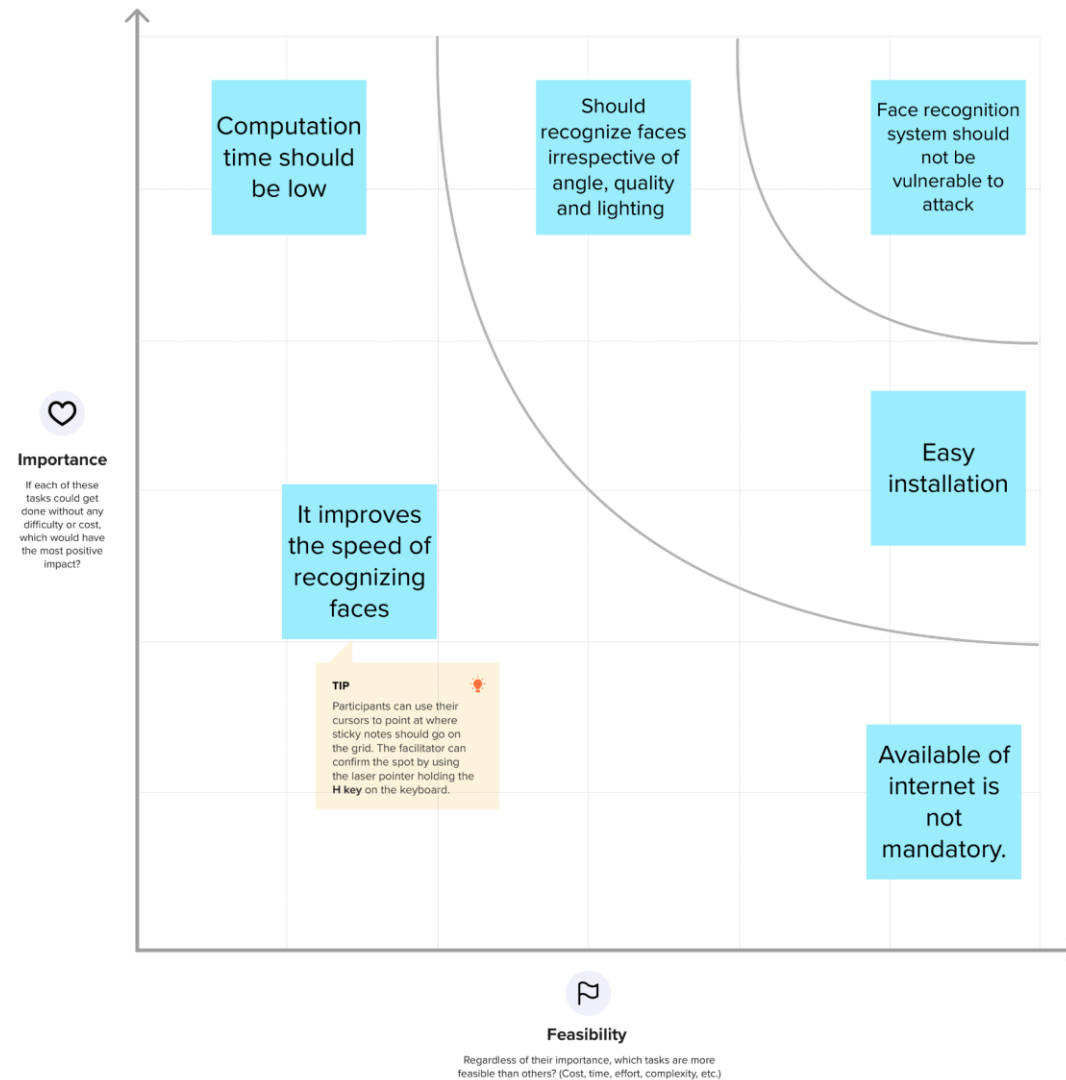 Computation
time should
be low
Should
recognize faces
irrespective of
angle, quality
and lighting
Face recognition
system should
not be
vulnerable to
attack
Importance
If each of these
tasks could get
done without any
difficulty or cost,
which would have
the most positive
impact?
Easy
installation
It improves
the speed of
recognizing
faces
TIP
Participants can use their
cursors to point at where
sticky notes should go on
the grid. The facilitator can
confirm the spot by using
the laser pointer holding the
H key on the keyboard.
Available of
internet is
not
mandatory.
Feasibility
Regardless of their importance, which tasks are more
feasible than others? (Cost, time, effort, complexity, etc.)